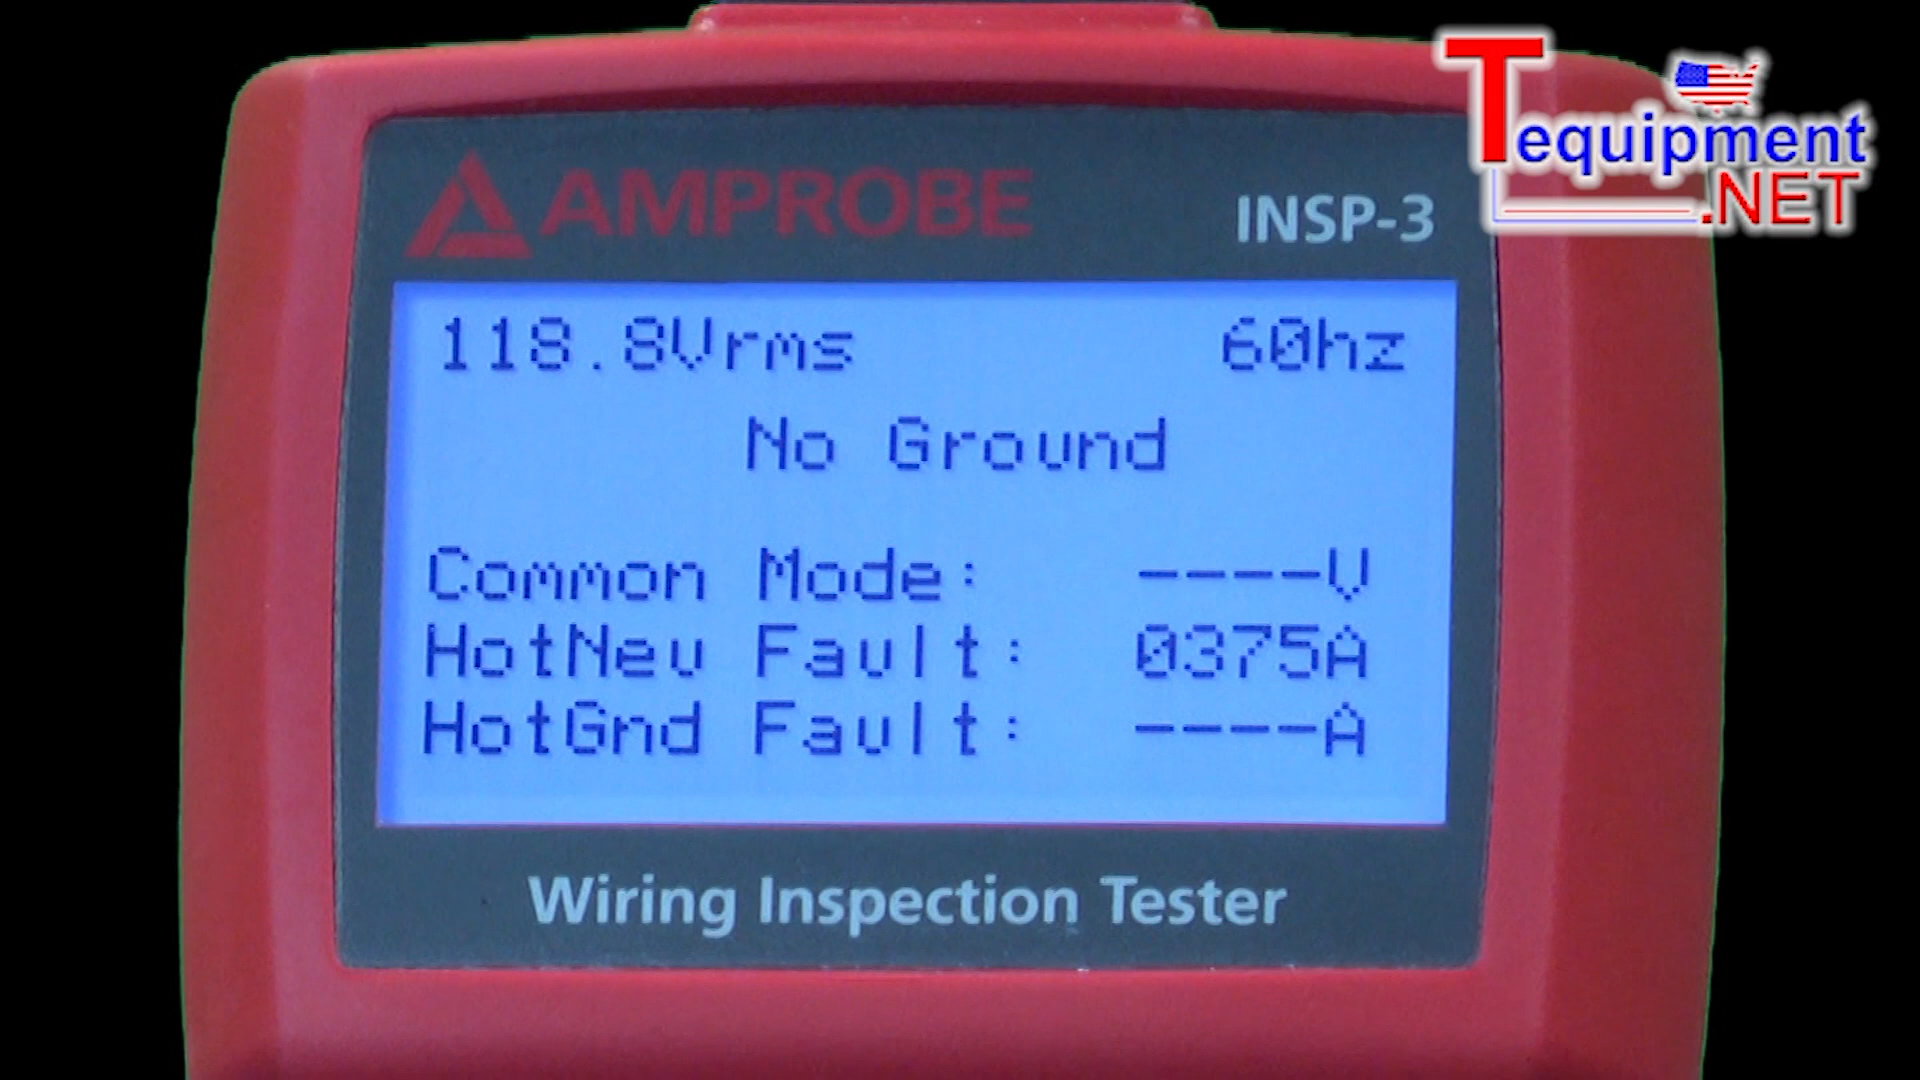 Tequipment
.NET
AMPROBE
INSP-3
118.8Vrms 60hz
No Ground
Common Mode: ----V
HotNeu Fault: 0375A
HotGnd Fault: ----A
Wiring Inspection Tester